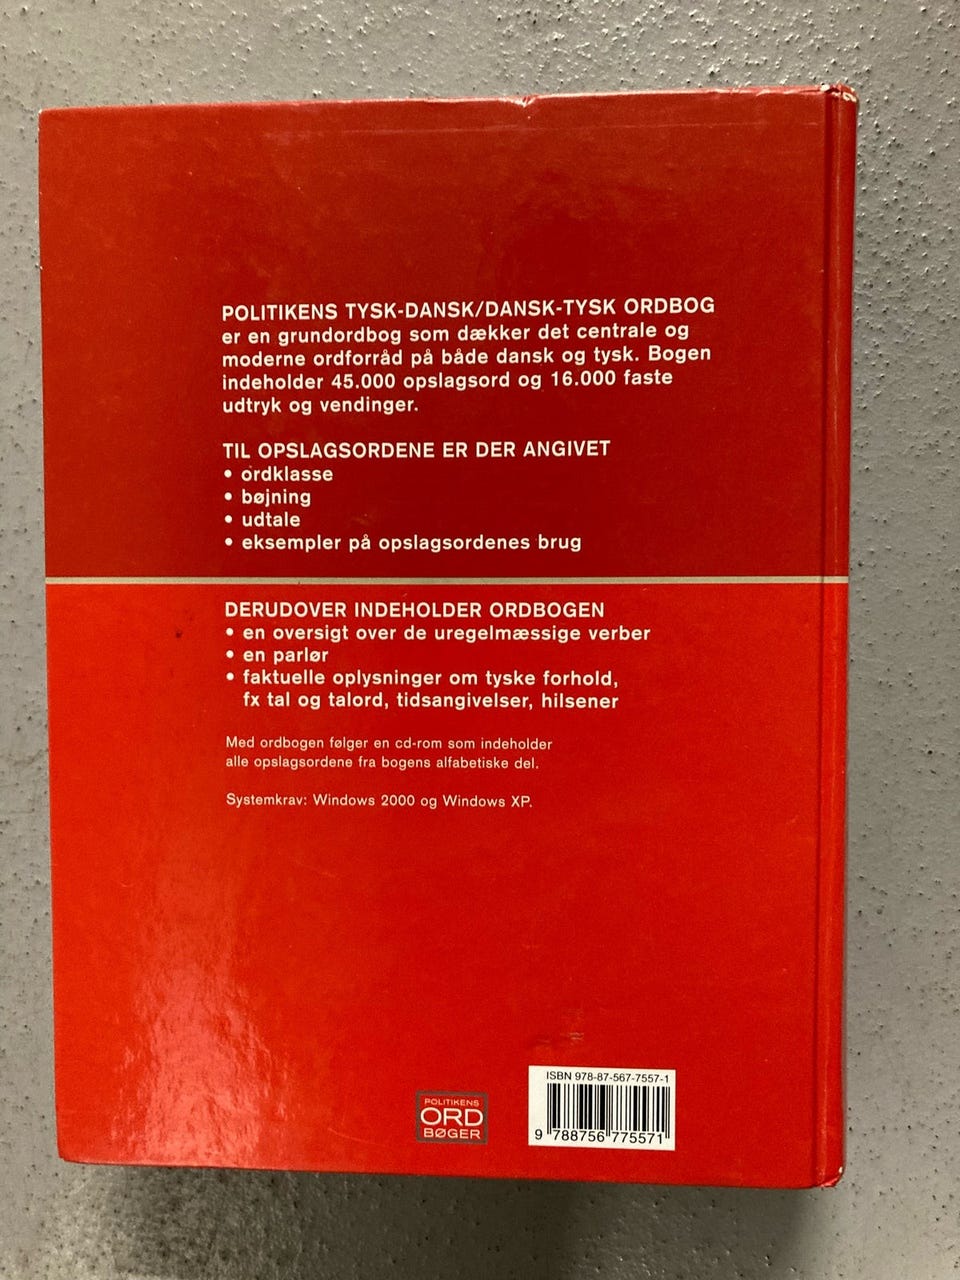 POLITIKENS TYSK-DANSK/DANSK-TYSK ORDBOG
er en grundordbog som dækker det centrale og
moderne ordforråd på både dansk og tysk. Bogen
indeholder 45.000 opslagsord og 16.000 faste
udtryk og vendinger.
TIL OPSLAGSORDENE ER DER ANGIVET
• ordklasse
• bøjning
• udtale
• eksempler på opslagsordenes brug
DERUDOVER INDEHOLDER ORDBOGEN
• en oversigt over de uregelmæssige verber
• en parlør
• faktuelle oplysninger om tyske forhold,
fx tal og talord, tidsangivelser, hilsener
Med ordbogen følger en cd-rom som indeholder
alle opslagsordene fra bogens alfabetiske del.
Systemkrav: Windows 2000 og Windows XP.
POLITIKENS
ORD
BØGER
ISBN 978-87-567-7557-1
9 788756 775571